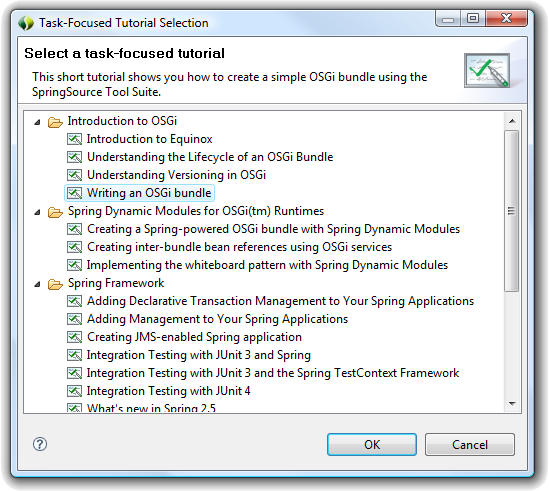 Task-Focused Tutorial Selection
Select a task-focused tutorial
This short tutorial shows you how to create a simple OSGi bundle using the
SpringSource Tool Suite.
Introduction to OSGi
Introduction to Equinox
Understanding the Lifecycle of an OSGi Bundle
Understanding Versioning in OSGi
Writing an OSGi bundle
Spring Dynamic Modules for OSGi(tm) Runtimes
Creating a Spring-powered OSGi bundle with Spring Dynamic Modules
Creating inter-bundle bean references using OSGi services
Implementing the whiteboard pattern with Spring Dynamic Modules
Spring Framework
Adding Declarative Transaction Management to Your Spring Applications
Adding Management to Your Spring Applications
Creating JMS-enabled Spring application
Integration Testing with JUnit 3 and Spring
Integration Testing with JUnit 3 and the Spring TestContext Framework
Integration Testing with JUnit 4
What's new in Spring 2.5
?
OK
Cancel